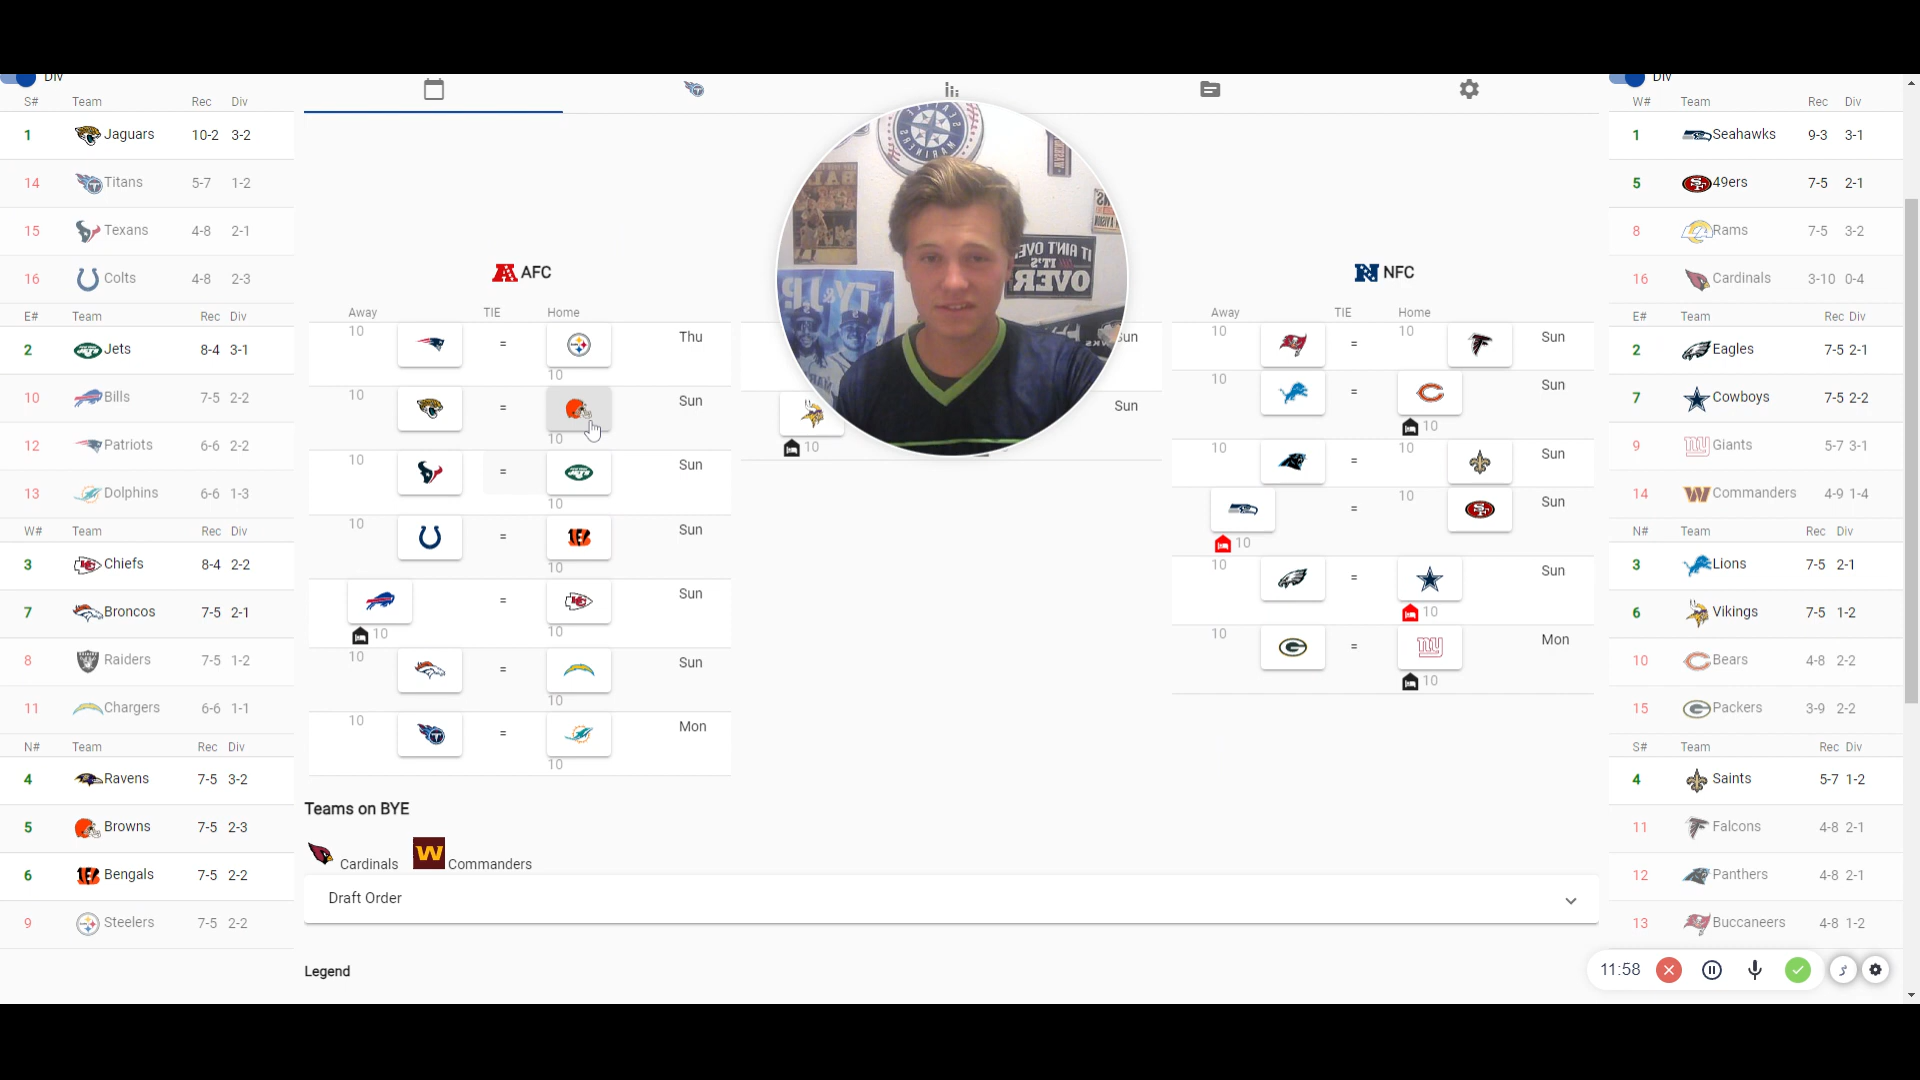 Div
S# Team Rec Div
1 Jaguars 10-2 3-2
14 Titans 5-7 1-2
15 Texans 4-8 2-1
16 Colts 4-8 2-3
E# Team Rec Div
2 Jets 8-4 3-1
10 Bills 7-5 2-2
12 Patriots 6-6 2-2
13 Dolphins 6-6 1-3
W# Team Rec Div
3 Chiefs 8-4 2-2
7 Broncos 7-5 2-1
8 Raiders 7-5 1-2
11 Chargers 6-6 1-1
N# Team Rec Div
4 Ravens 7-5 3-2
5 Browns 7-5 2-3
6 Bengals 7-5 2-2
9 Steelers 7-5 2-2
AFC
Away TIE Home
10 = 10 Thu
10 = 10 Sun
10 = 10 Sun
10 = 10 Sun
= 10 Sun
10
10 = 10 Sun
10 = 10 Mon
IT AIN'T OVER
IT'S
OVER
TY & J.P.
Sun
Sun
10
NFC
Away TIE Home
10 = 10 Sun
10 = Sun
10
10 = 10 Sun
= 10 Sun
10
10 = Sun
10
10 = NY Mon
10
Teams on BYE
Cardinals W Commanders
Draft Order
Legend
Div
W# Team Rec Div
1 Seahawks 9-3 3-1
5 SF 49ers 7-5 2-1
8 Rams 7-5 3-2
16 Cardinals 3-10 0-4
E# Team Rec Div
2 Eagles 7-5 2-1
7 Cowboys 7-5 2-2
9 NY Giants 5-7 3-1
14 W Commanders 4-9 1-4
N# Team Rec Div
3 Lions 7-5 2-1
6 Vikings 7-5 1-2
10 Bears 4-8 2-2
15 Packers 3-9 2-2
S# Team Rec Div
4 Saints 5-7 1-2
11 Falcons 4-8 2-1
12 Panthers 4-8 2-1
13 Buccaneers 4-8 1-2
11:58